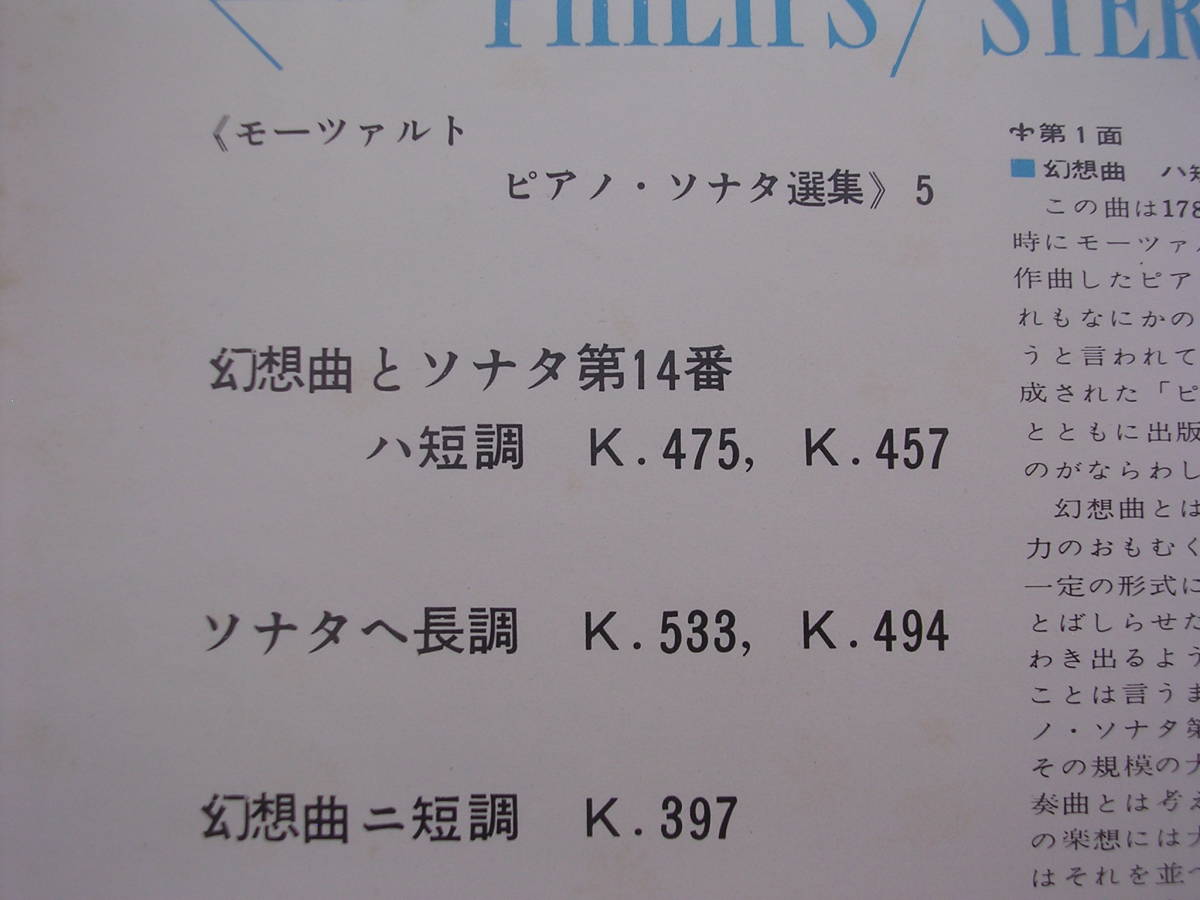 PHILIPS/STER
《モーツァルト
ピアノ・ソナタ選集》5
幻想曲とソナタ第14番
ハ短調 K.475, K.457
ソナタヘ長調 K.533, K.494
幻想曲ニ短調 K.397
第1面
■幻想曲 ハ短
この曲は178
時にモーツァル
作曲したピア
れもなにかの
うと言われて
成された「ピ
とともに出版
のがならわし
幻想曲とは
力のおもむく
一定の形式に
とばしらせた
わき出るよう
ことは言うま
ノ・ソナタ第
その規模の大
奏曲とは考え
の楽想には大
はそれを並べ